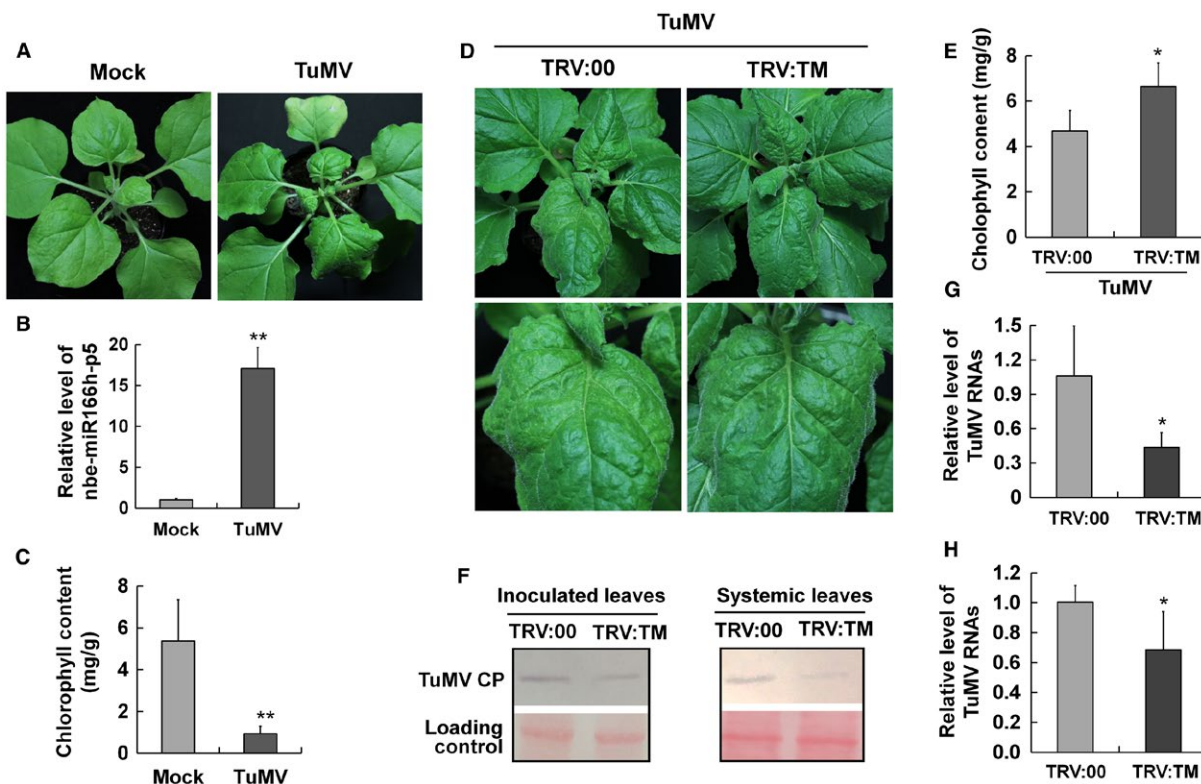 A
Mock
TuMV
B
Relative level of
nbe-miR166h-p5
20
15
10
5
0
**
Mock
TuMV
C
Chlorophyll content
(mg/g)
8
6
4
2
0
**
Mock
TuMV
TuMV
D
TRV:00
TRV:TM
E
Cholophyll conent (mg/g)
8
6
4
2
0
*
TRV:00
TRV:TM
TuMV
F
Inoculated leaves
TRV:00
TRV:TM
Systemic leaves
TRV:00
TRV:TM
TuMV CP
Loading
control
G
Relative level of
TuMV RNAs
1.5
1.2
0.9
0.6
0.3
0
*
TRV:00
TRV:TM
H
Relative level of
TuMV RNAs
1.2
1.0
0.8
0.6
0.4
0.2
0
*
TRV:00
TRV:TM